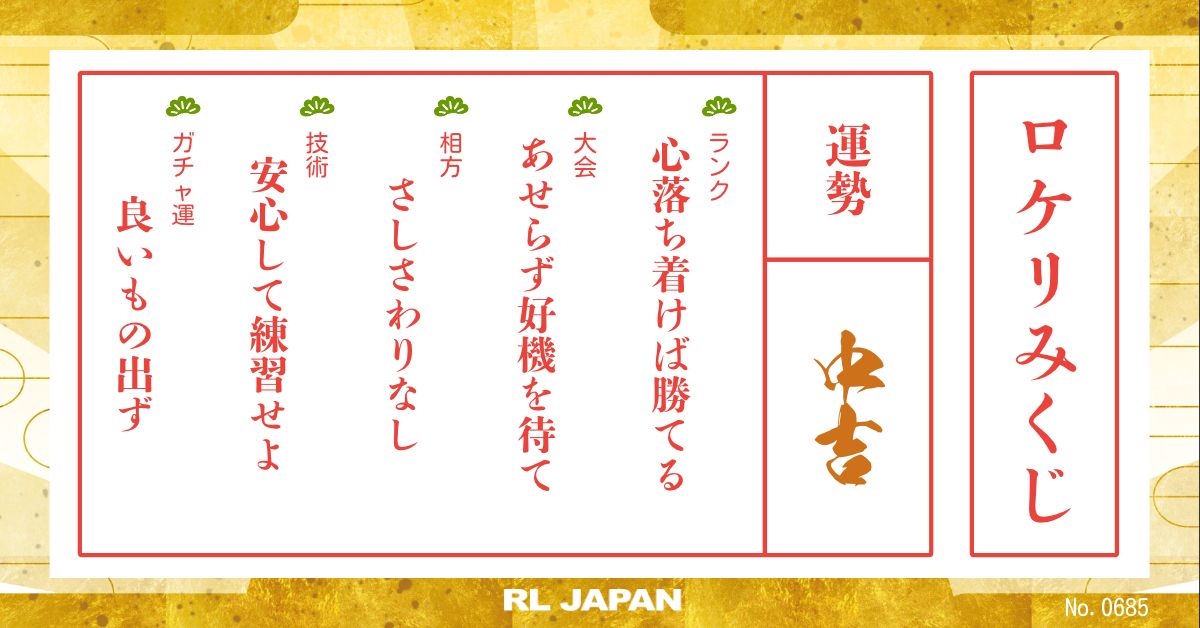 ロケリみくじ
運勢
中吉
ランク
心落ち着けば勝てる
大会
あせらず好機を待て
相方
さしさわりなし
技術
安心して練習せよ
ガチャ運
良いもの出ず
RL JAPAN
No. 0685